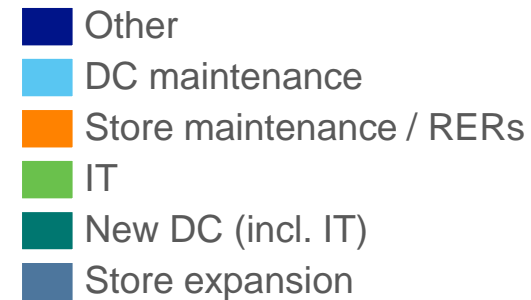 Other
DC maintenance
Store maintenance / RERs
IT
New DC (incl. IT)
Store expansion